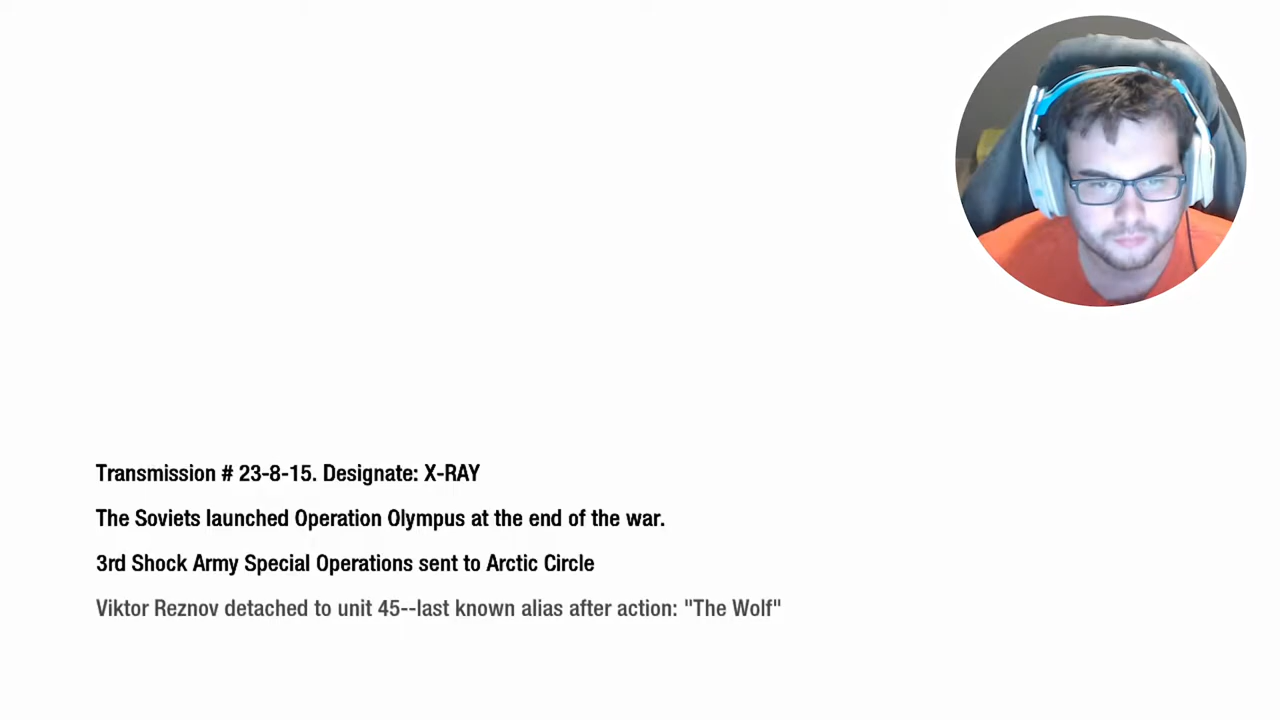 Transmission # 23-8-15. Designate: X-RAY
The Soviets launched Operation Olympus at the end of the war.
3rd Shock Army Special Operations sent to Arctic Circle
Viktor Reznov detached to unit 45--last known alias after action: "The Wolf"